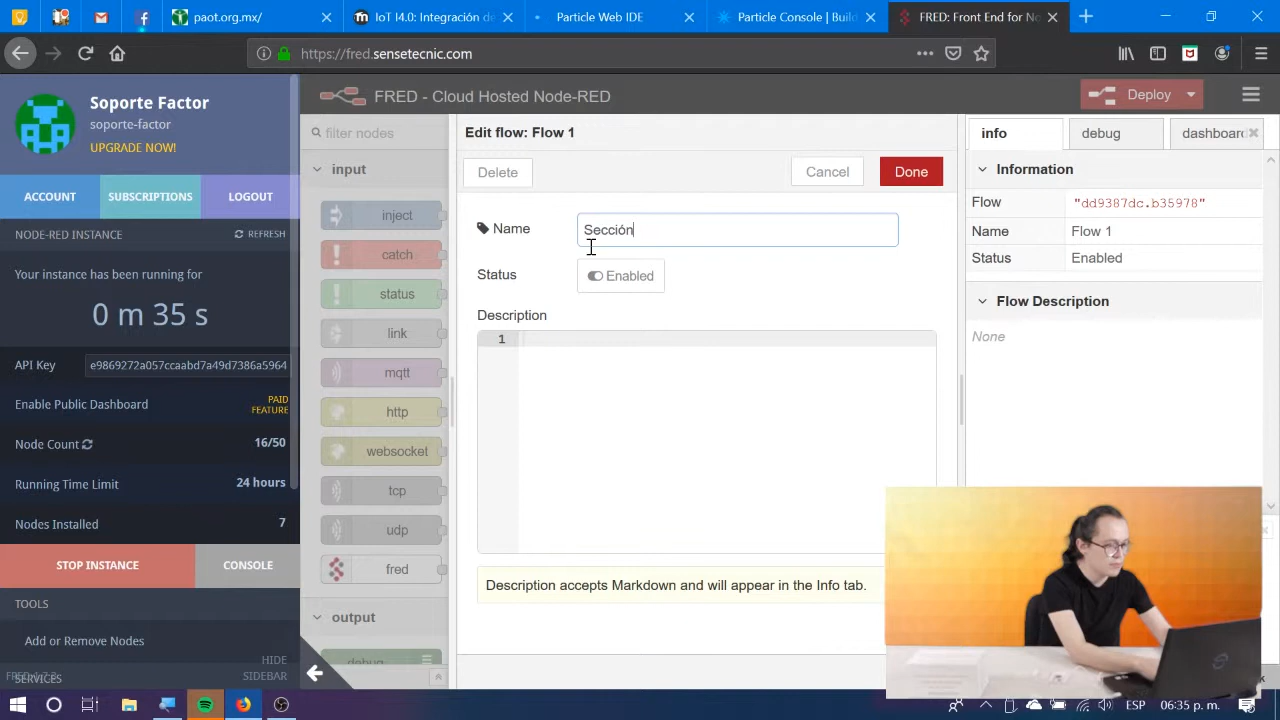 paot.org.mx/
IoT I4.0: Integración de
Particle Web IDE
Particle Console | Buil
FRED: Front End for No
https://fred.sensetecnic.com
Soporte Factor
soporte-factor
UPGRADE NOW!
ACCOUNT
SUBSCRIPTIONS
LOGOUT
NODE-RED INSTANCE
REFRESH
Your instance has been running for
0 m 35 s
API Key
e9869272a057ccaabd7a49d7386a5964
Enable Public Dashboard
PAID
FEATURE
Node Count
16/50
Running Time Limit
24 hours
Nodes Installed
7
STOP INSTANCE
CONSOLE
TOOLS
Add or Remove Nodes
HIDE
SIDEBAR
SERVICES
FRED - Cloud Hosted Node-RED
Deploy
filter nodes
input
inject
catch
status
link
mqtt
http
websocket
tcp
udp
fred
output
debug
Edit flow: Flow 1
Delete
Cancel
Done
Name
Sección
Status
Enabled
Description
1
Description accepts Markdown and will appear in the Info tab.
info
debug
dashboard
Information
Flow
"dd9387dc.b35978"
Name
Flow 1
Status
Enabled
Flow Description
None
ESP
06:35 p. m.